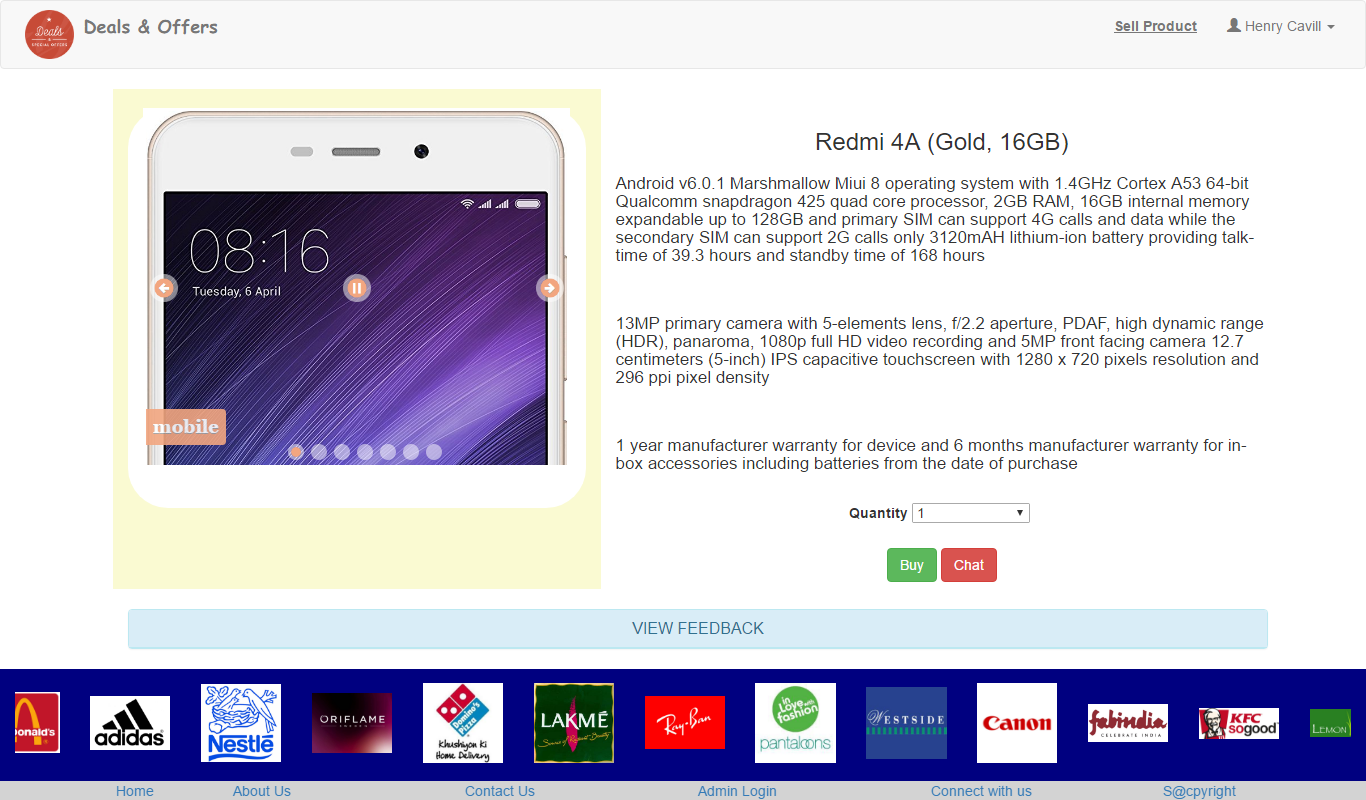 Deals
&
SPECIAL OFFERS
Deals & Offers
Sell Product
Henry Cavill
08:16
Tuesday, 6 April
mobile
Redmi 4A (Gold, 16GB)
Android v6.0.1 Marshmallow Miui 8 operating system with 1.4GHz Cortex A53 64-bit
Qualcomm snapdragon 425 quad core processor, 2GB RAM, 16GB internal memory
expandable up to 128GB and primary SIM can support 4G calls and data while the
secondary SIM can support 2G calls only 3120mAH lithium-ion battery providing talk-
time of 39.3 hours and standby time of 168 hours
13MP primary camera with 5-elements lens, f/2.2 aperture, PDAF, high dynamic range
(HDR), panaroma, 1080p full HD video recording and 5MP front facing camera 12.7
centimeters (5-inch) IPS capacitive touchscreen with 1280 x 720 pixels resolution and
296 ppi pixel density
1 year manufacturer warranty for device and 6 months manufacturer warranty for in-
box accessories including batteries from the date of purchase
Quantity 1
Buy
Chat
VIEW FEEDBACK
onald's
adidas
Nestlé
ORIFLAME
SWEDEN
Domino's
Pizza
Khushiyon Ki
Home Delivery
LAKMÉ
Source of Radiant Beauty
Ray-Ban
in
Love with
fashion
pantaloons
WESTSIDE
Canon
fabindia
CELEBRATE INDIA
KFC
so good
LEMON
Home
About Us
Contact Us
Admin Login
Connect with us
S@cpyright